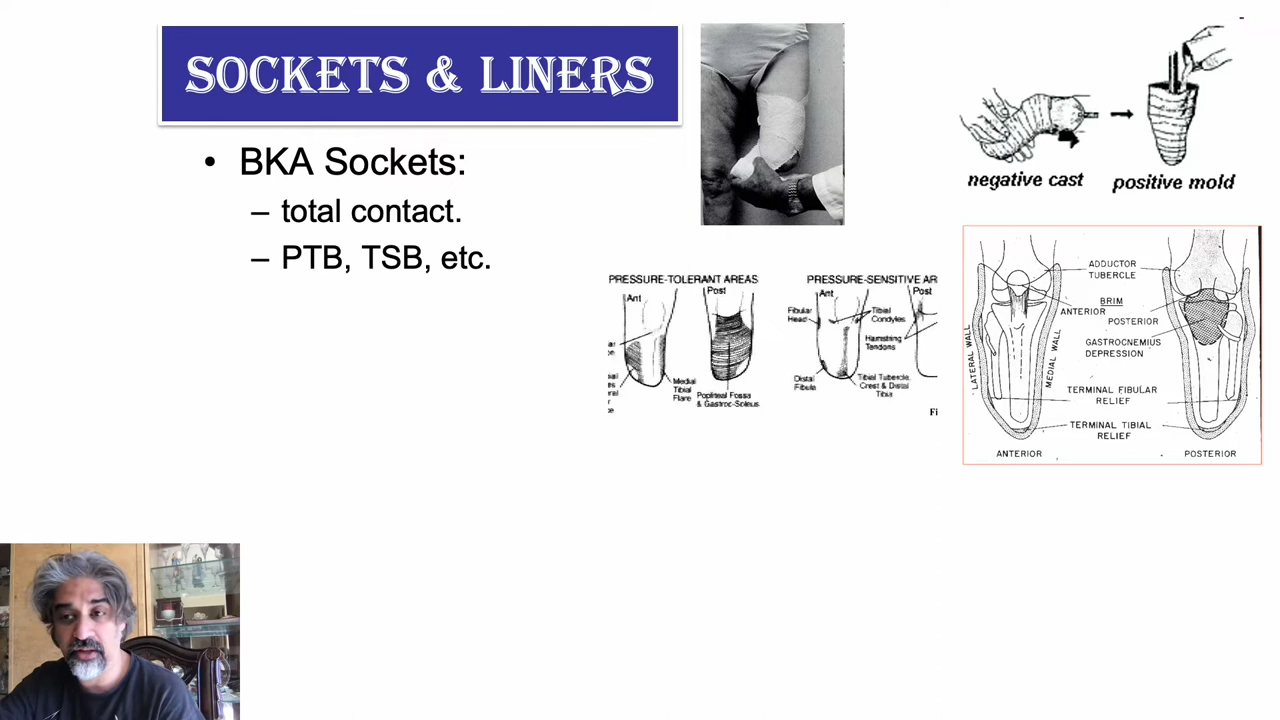 SOCKETS & LINERS
• BKA Sockets:
– total contact.
– PTB, TSB, etc.
negative cast
positive mold
PRESSURE-TOLERANT AREAS
Ant
Post
Medial
Tibial
Flare
Popliteal Fossa
& Gastroc-Soleus
PRESSURE-SENSITIVE AR
Ant
Post
Fibular
Head
Tibial
Condyles
Hamstring
Tendons
Distal
Fibula
Tibial Tubercle,
Crest & Distal
Tibia
Fi
ADDUCTOR
TUBERCLE
BRIM
ANTERIOR
POSTERIOR
GASTROCNEMIUS
DEPRESSION
LATERAL WALL
MEDIAL WALL
TERMINAL FIBULAR
RELIEF
TERMINAL TIBIAL
RELIEF
ANTERIOR
POSTERIOR